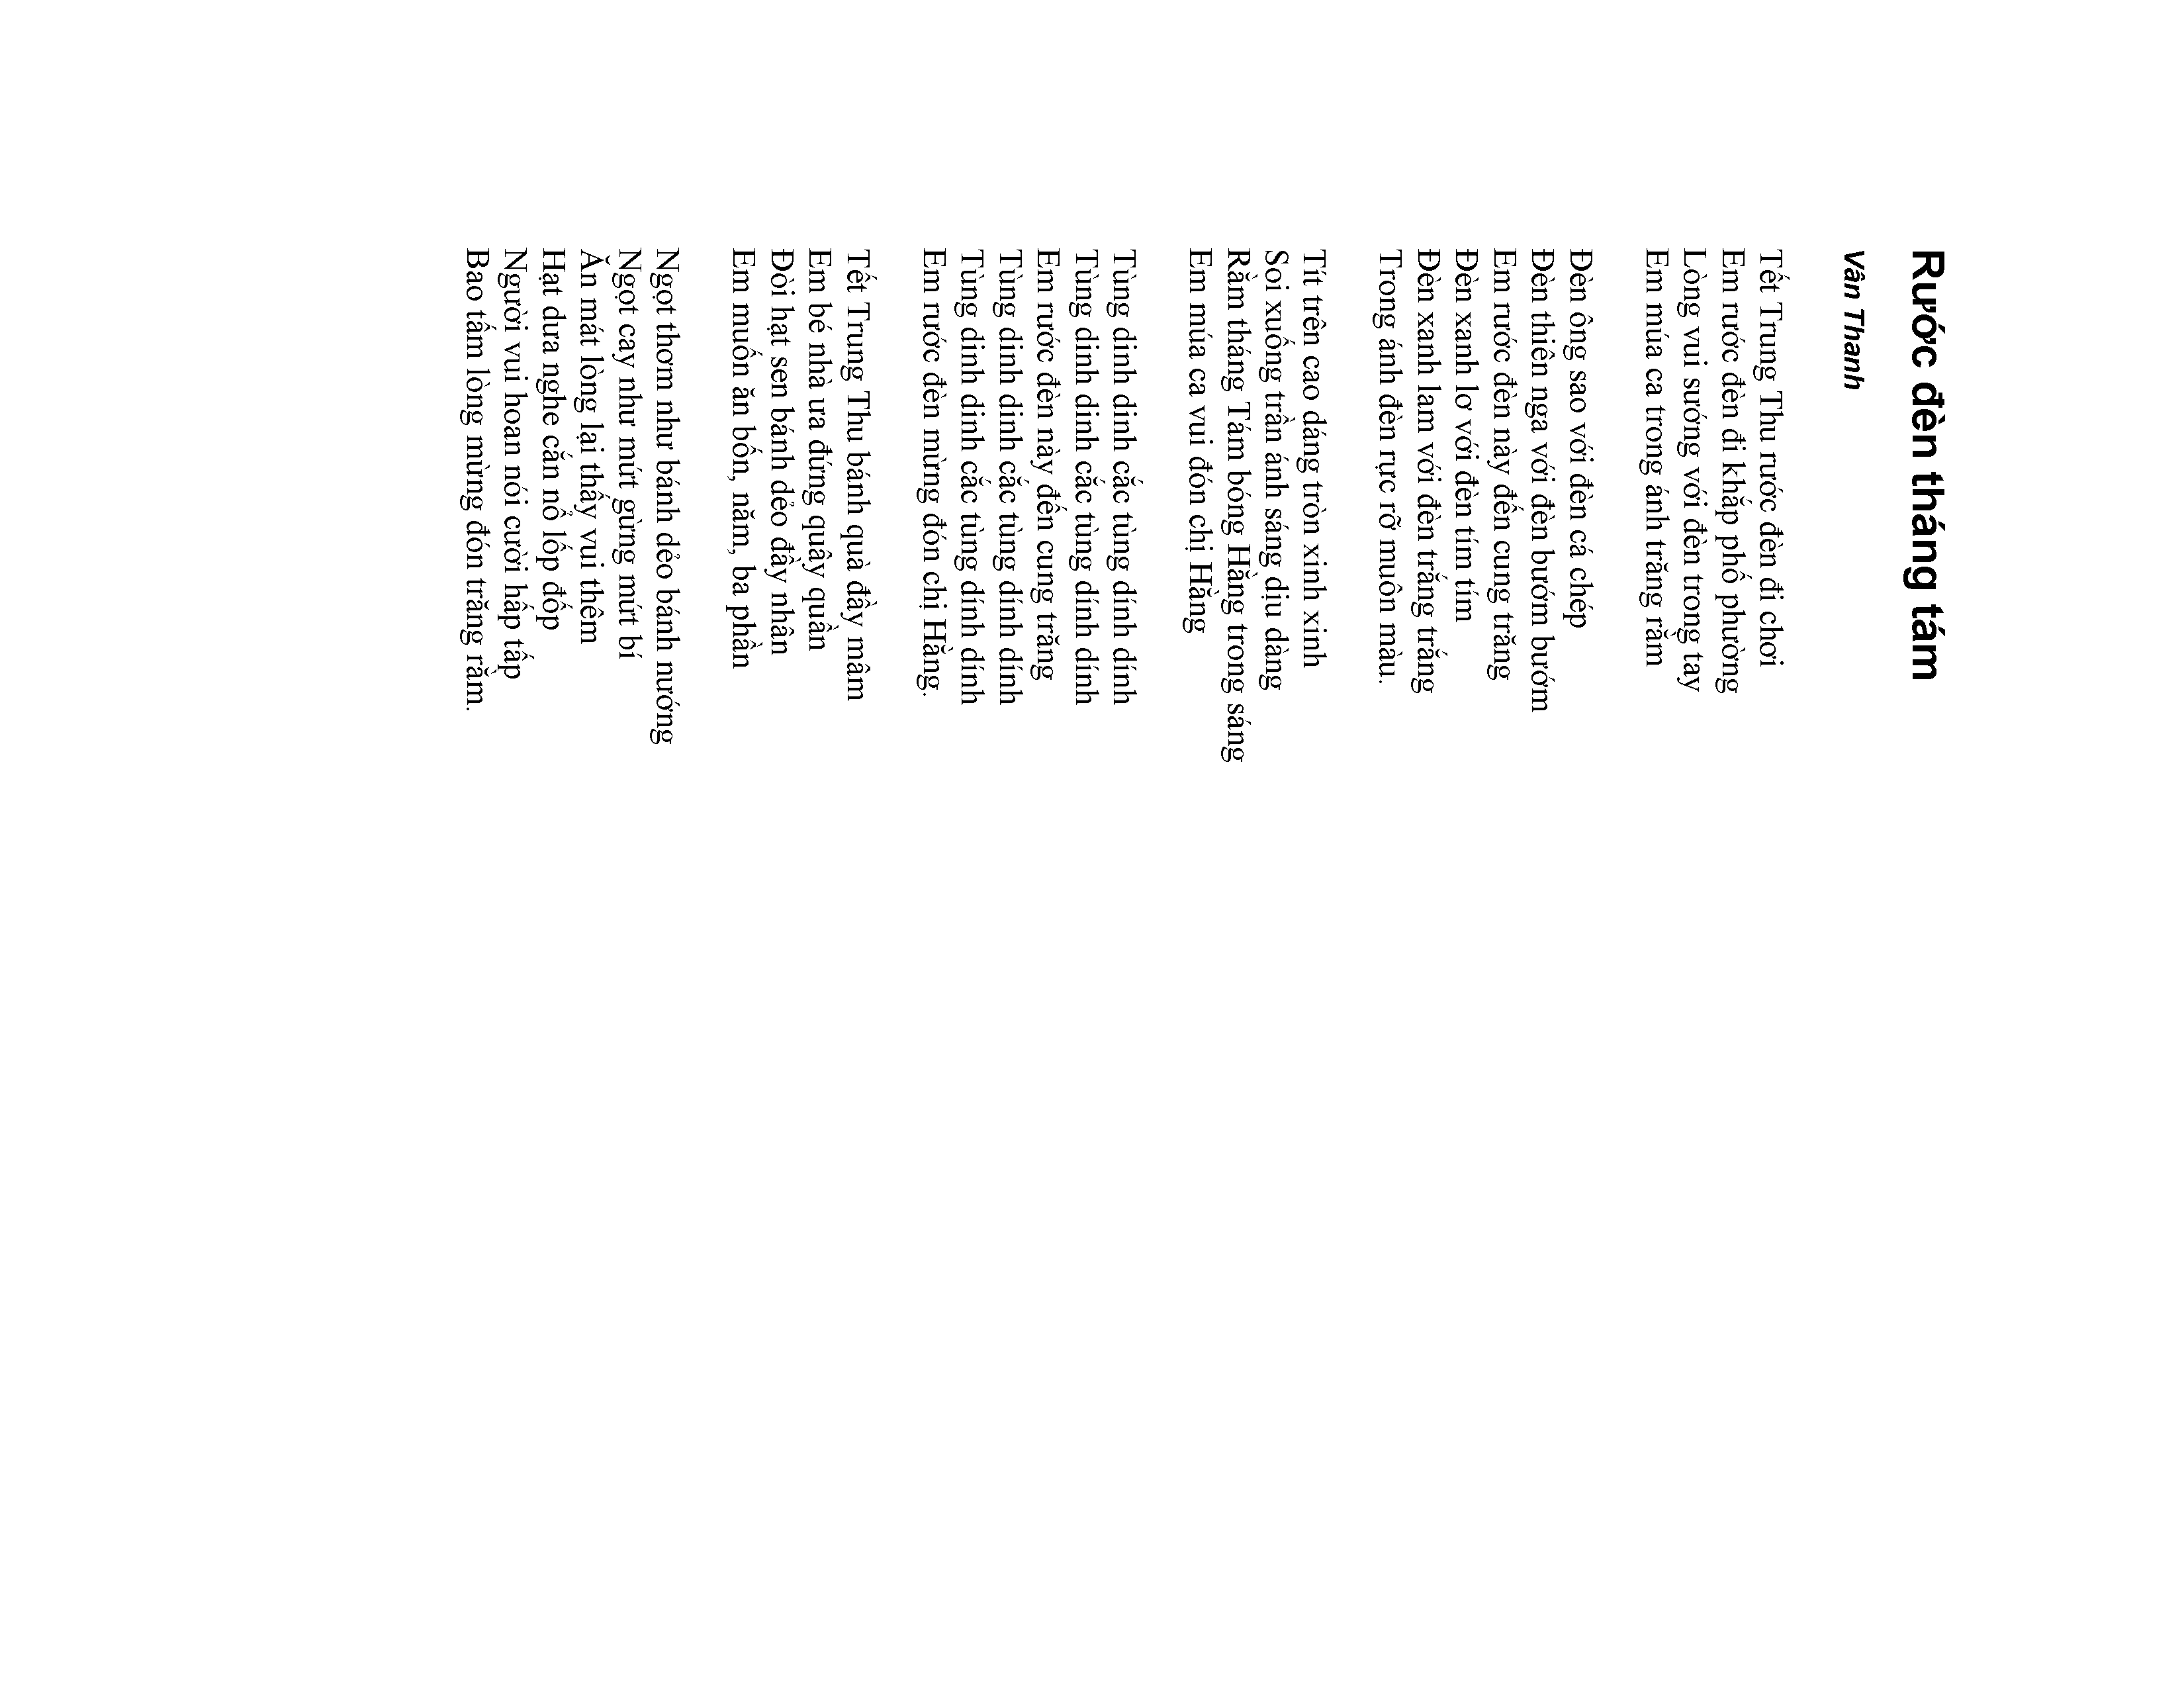 Rước đèn tháng tám
Vân Thanh
Tết Trung Thu rước đèn đi chơi
Em rước đèn đi khắp phố phường
Lòng vui sướng với đèn trong tay
Em múa ca trong ánh trăng rằm
Đèn ông sao với đèn cá chép
Đèn thiên nga với đèn bướm bướm
Em rước đèn này đến cung trăng
Đèn xanh lơ với đèn tím tím
Đèn xanh lam với đèn trắng trắng
Trong ánh đèn rực rỡ muôn màu.
Tít trên cao dáng tròn xinh xinh
Soi xuống trần ánh sáng dịu dàng
Rằm tháng Tám bóng Hằng trong sáng
Em múa ca vui đón chị Hằng
Tùng dinh dinh cắc tùng dính dính
Tùng dinh dinh cắc tùng dính dính
Em rước đèn này đến cung trăng
Tùng dinh dinh cắc tùng dính dính
Tùng dinh dinh cắc tùng dính dính
Em rước đèn mừng đón chị Hằng.
Tết Trung Thu bánh quà đầy mâm
Em bé nhà ưa đứng quây quần
Đòi hạt sen bánh dẻo đầy nhân
Em muốn ăn bốn, năm, ba phần
Ngọt thơm như bánh dẻo bánh nướng
Ngọt cay như mứt gừng mứt bí
Ăn mát lòng lại thấy vui thêm
Hạt dưa nghe cắn nổ lốp đốp
Người vui hoan nói cười hấp tấp
Bao tấm lòng mừng đón trăng rằm.